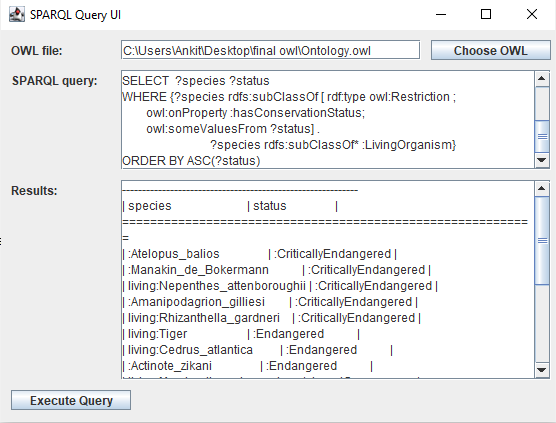 SPARQL Query UI
OWL file:
C:\Users\Ankit\Desktop\final owl\Ontology.owl
Choose OWL
SPARQL query:
SELECT ?species ?status
WHERE {?species rdfs:subClassOf [ rdf:type owl:Restriction ;
owl:onProperty :hasConservationStatus;
owl:someValuesFrom ?status] .
?species rdfs:subClassOf* :LivingOrganism}
ORDER BY ASC(?status)
Results:
-----------------------------------------------------------
| species | status |
==========================================================
=
| :Atelopus_balios | :CriticallyEndangered |
| :Manakin_de_Bokermann | :CriticallyEndangered |
| living:Nepenthes_attenboroughii | :CriticallyEndangered |
| :Amanipodagrion_gilliesi | :CriticallyEndangered |
| living:Rhizanthella_gardneri | :CriticallyEndangered |
| living:Tiger | :Endangered |
| living:Cedrus_atlantica | :Endangered |
| :Actinote_zikani | :Endangered |
Execute Query